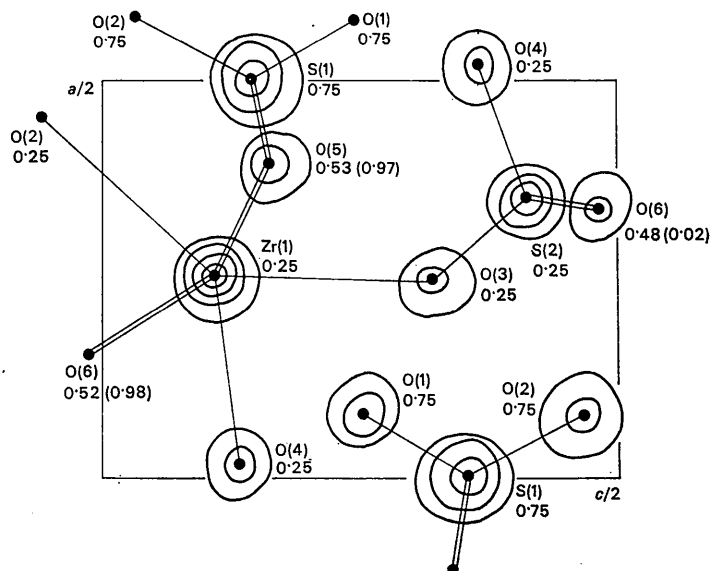 O(2)
0.75
O(1)
0.75
S(1)
0.75
O(4)
0.25
a/2
O(2)
0.25
O(5)
0.53 (0.97)
O(6)
0.48 (0.02)
S(2)
0.25
Zr(1)
0.25
O(3)
0.25
O(6)
0.52 (0.98)
O(1)
0.75
O(2)
0.75
O(4)
0.25
S(1)
0.75
c/2